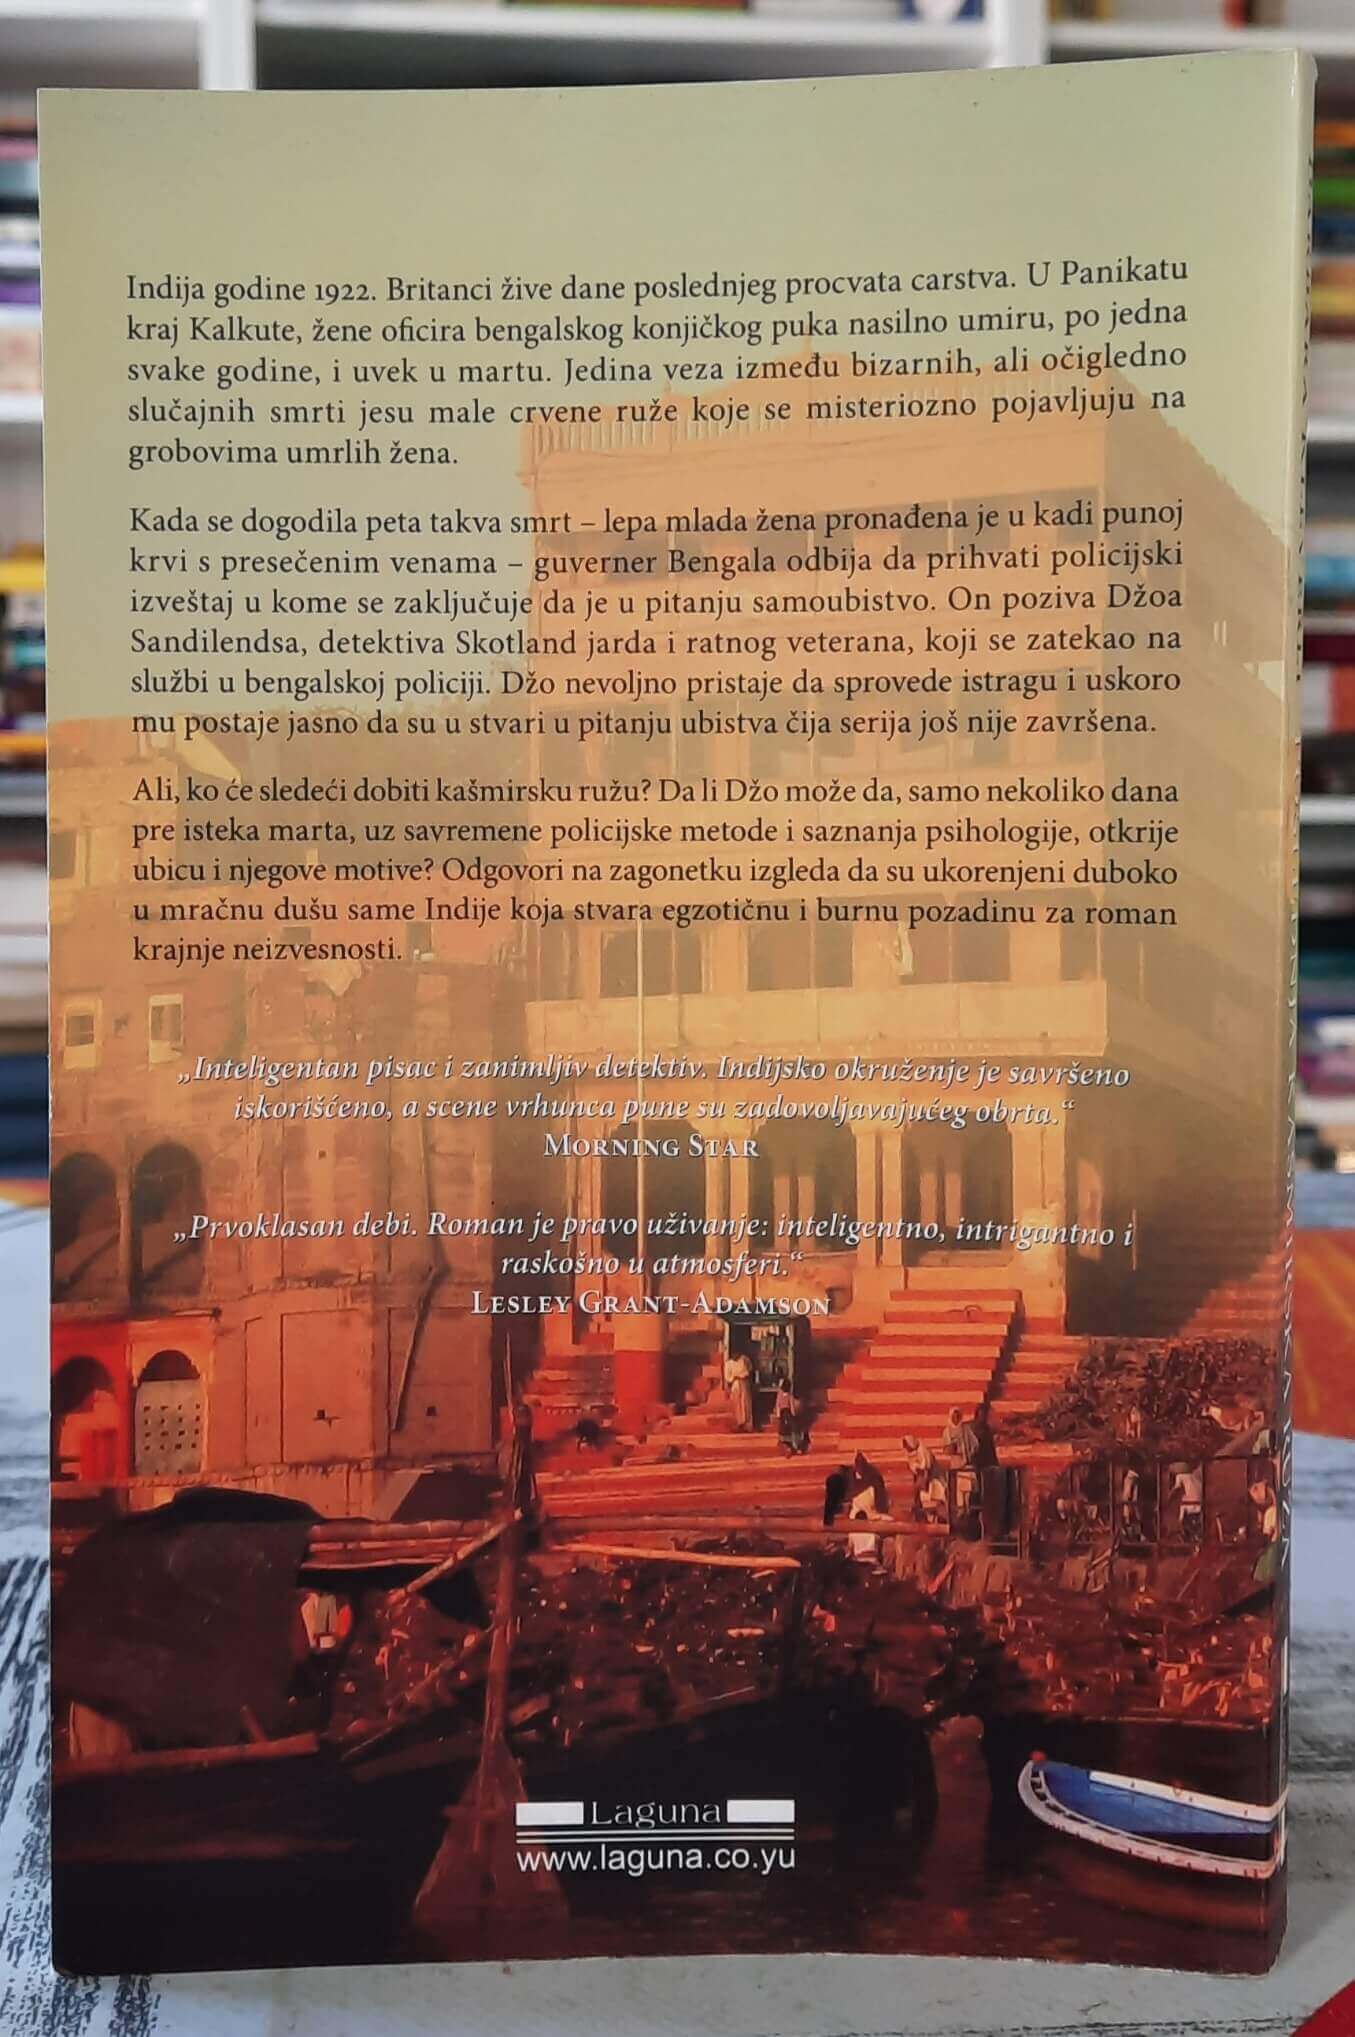 Indija godine 1922. Britanci žive dane poslednjeg procvata carstva. U Panikatu
kraj Kalkute, žene oficira bengalskog konjičkog puka nasilno umiru, po jedna
svake godine, i uvek u martu. Jedina veza između bizarnih, ali očigledno
slučajnih smrti jesu male crvene ruže koje se misteriozno pojavljuju na
grobovima umrlih žena.
Kada se dogodila peta takva smrt – lepa mlada žena pronađena je u kadi punoj
krvi s presečenim venama – guverner Bengala odbija da prihvati policijski
izveštaj u kome se zaključuje da je u pitanju samoubistvo. On poziva Džoa
Sandilendsa, detektiva Skotland jarda i ratnog veterana, koji se zatekao na
službi u bengalskoj policiji. Džo nevoljno pristaje da sprovede istragu i uskoro
mu postaje jasno da su u stvari u pitanju ubistva čija serija još nije završena.
Ali, ko će sledeći dobiti kašmirsku ružu? Da li Džo može da, samo nekoliko dana
pre isteka marta, uz savremene policijske metode i saznanja psihologije, otkrije
ubicu i njegove motive? Odgovori na zagonetku izgleda da su ukorenjeni duboko
u mračnu dušu same Indije koja stvara egzotičnu i burnu pozadinu za roman
krajnje neizvesnosti.
„Inteligentan pisac i zanimljiv detektiv. Indijsko okruženje je savršeno
iskorišćeno, a scene vrhunca pune su zadovoljavajućeg obrta.“
Morning Star
„Prvoklasan debi. Roman je pravo uživanje: inteligentno, intrigantno i
raskošno u atmosferi.“
Lesley Grant-Adamson
Laguna
www.laguna.co.yu
POSLEDNJA KAŠMIRSKA RUŽA